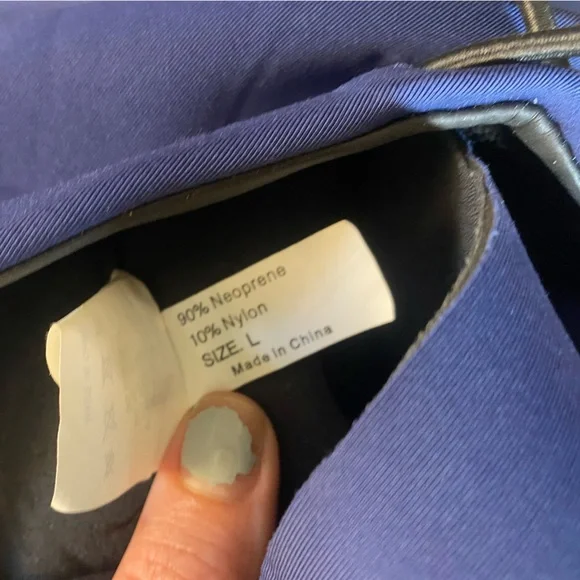 90% Neoprene
10% Nylon
SIZE. L
Made in China